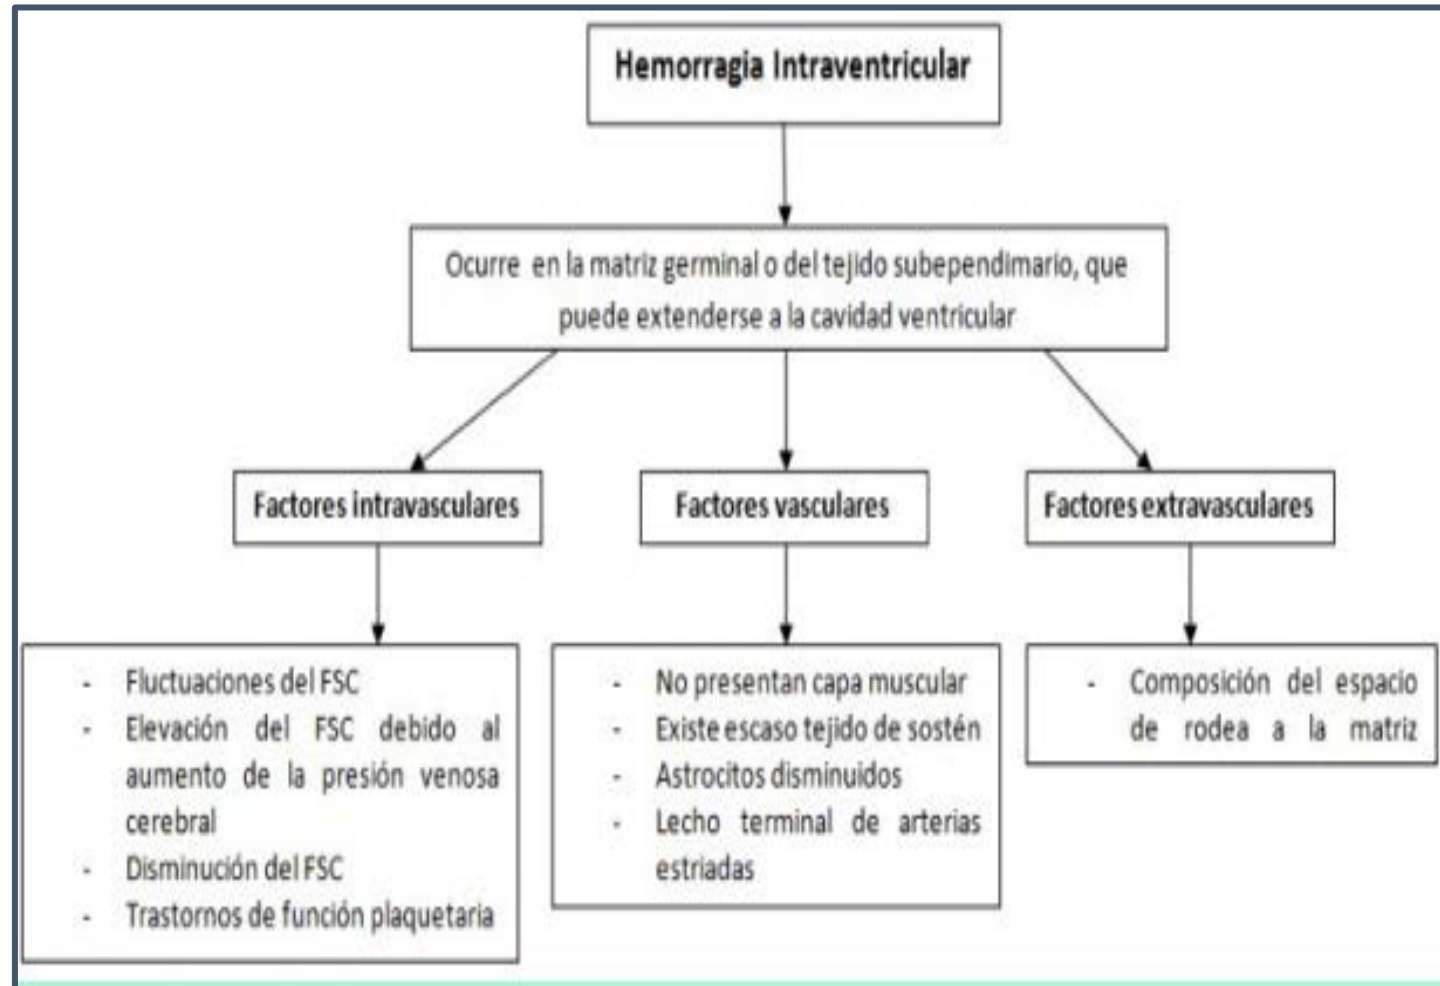 Hemorragia Intraventricular
Ocurre en la matriz germinal o del tejido subependimario, que
puede extenderse a la cavidad ventricular
Factores intravasculares
Factores vasculares
Factores extravasculares
- Fluctuaciones del FSC
- Elevación del FSC debido al
aumento de la presión venosa
cerebral
- Disminución del FSC
- Trastornos de función plaquetaria
- No presentan capa muscular
- Existe escaso tejido de sostén
- Astrocitos disminuidos
- Lecho terminal de arterias
estriadas
- Composición del espacio
de rodea a la matriz